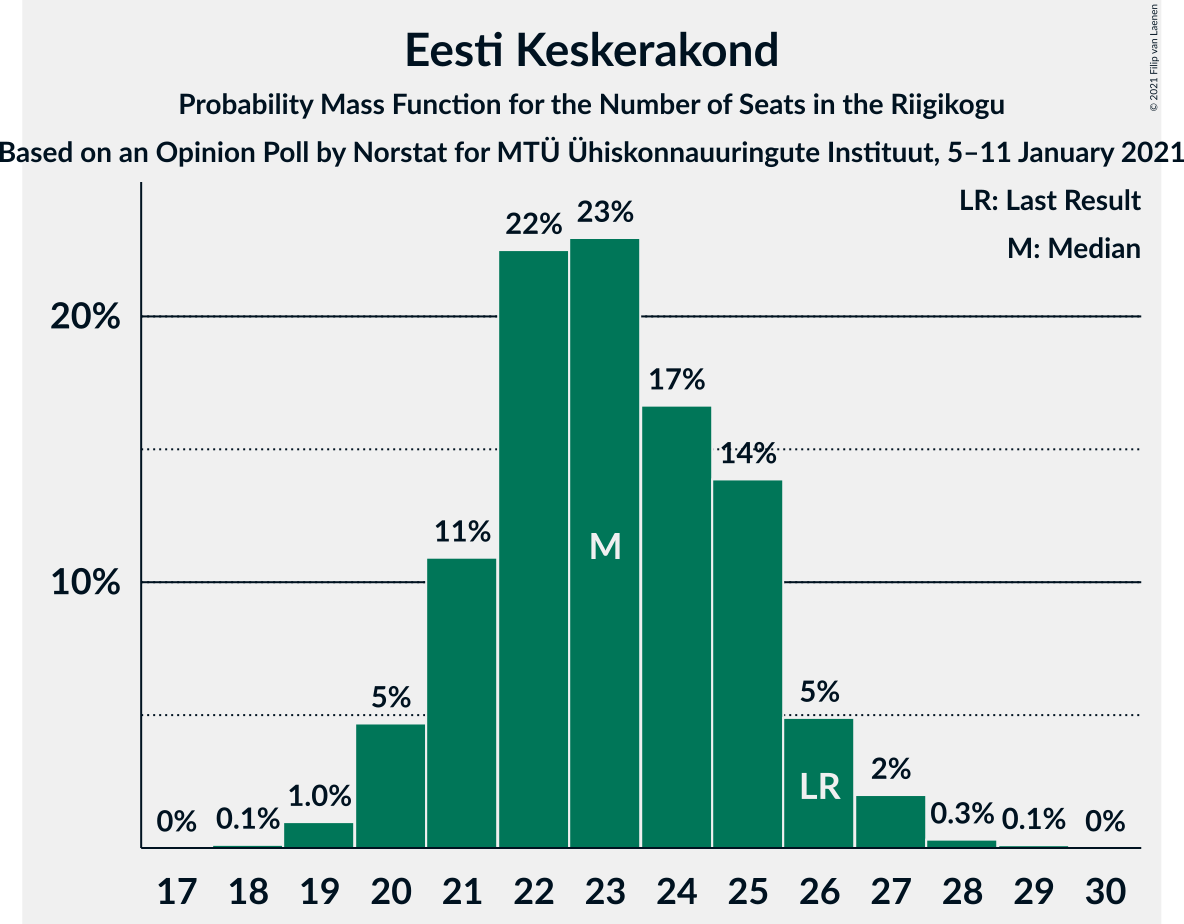 Eesti Keskerakond
Probability Mass Function for the Number of Seats in the Riigikogu
Based on an Opinion Poll by Norstat for MTÜ Ühiskonnauuringute Instituut, 5–11 January 2021
© 2021 Filip van Laenen
LR: Last Result
M: Median
20%
10%
0%
0.1%
1.0%
5%
11%
22%
23%
17%
14%
5%
2%
0.3%
0.1%
0%
M
LR
17 18 19 20 21 22 23 24 25 26 27 28 29 30